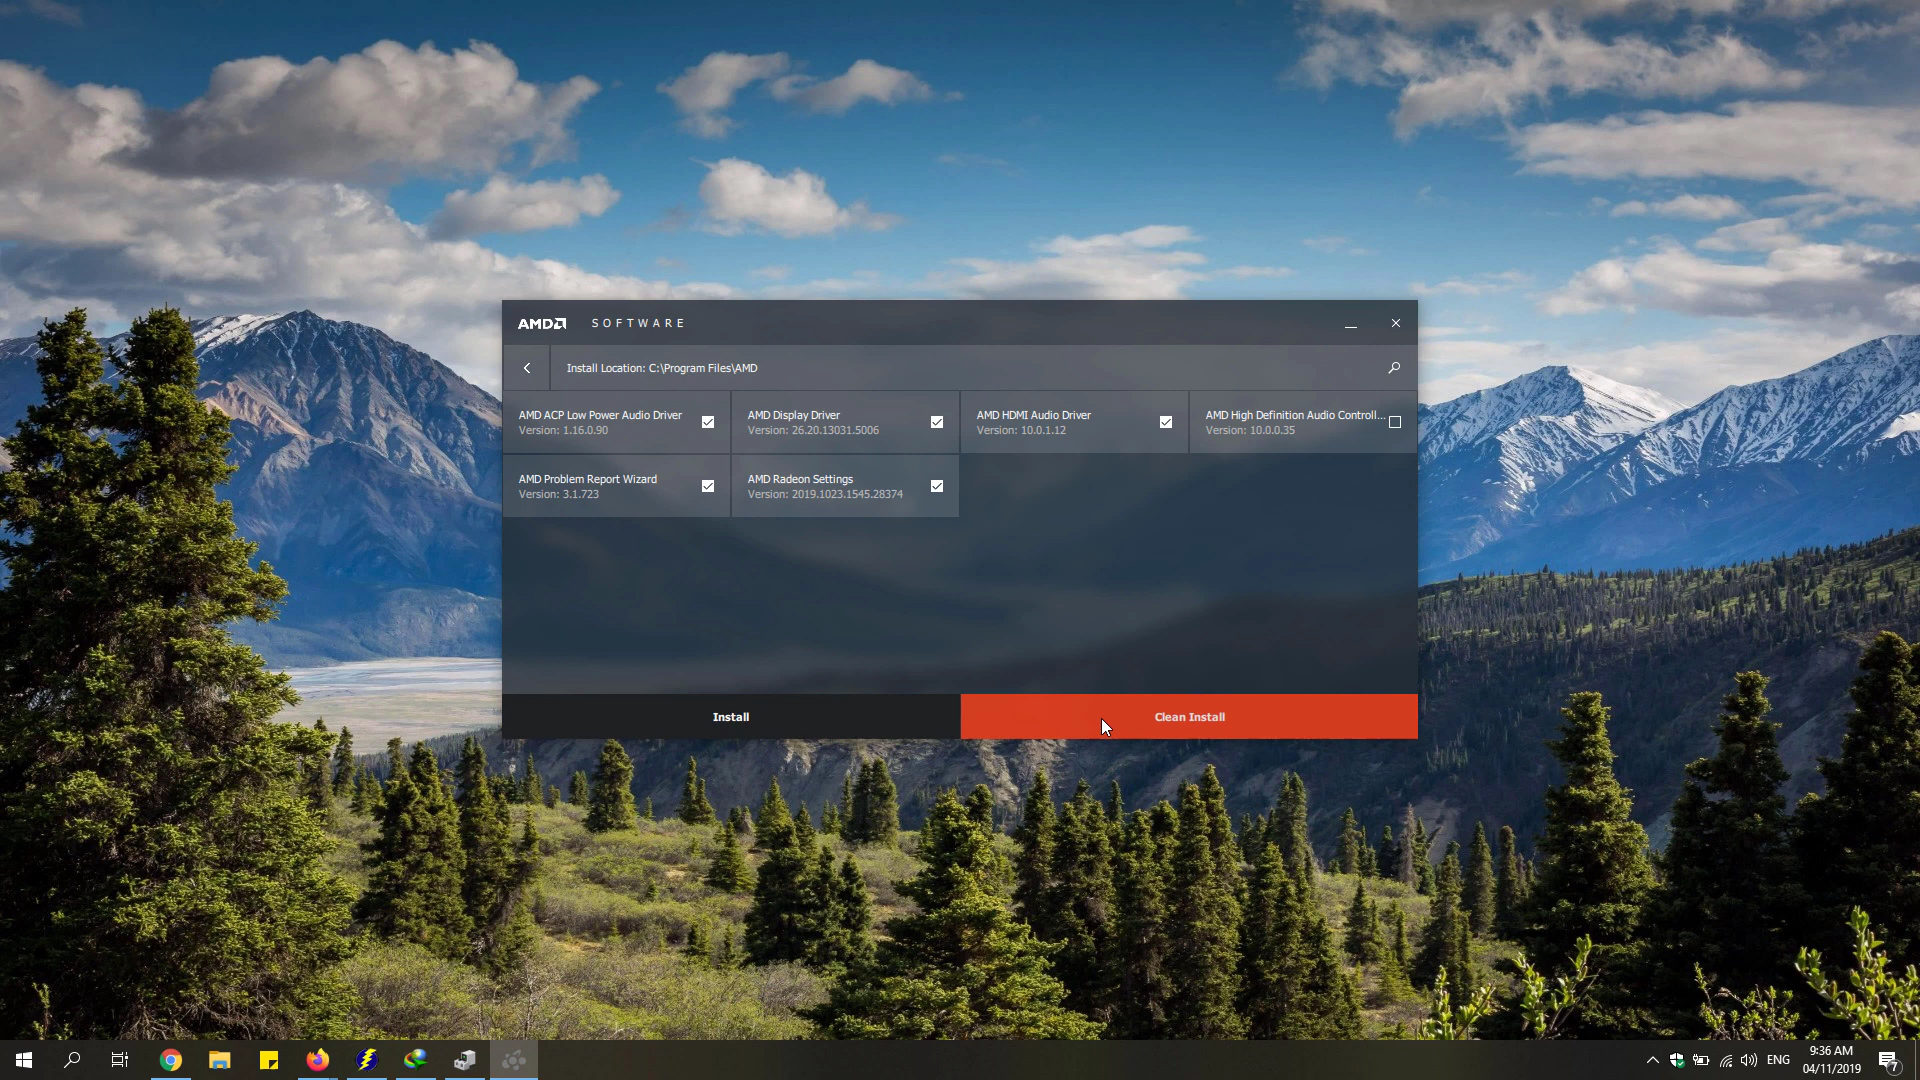 AMD SOFTWARE
Install Location: C:\Program Files\AMD
AMD ACP Low Power Audio Driver
Version: 1.16.0.90
AMD Display Driver
Version: 26.20.13031.5006
AMD HDMI Audio Driver
Version: 10.0.1.12
AMD High Definition Audio Controll...
Version: 10.0.0.35
AMD Problem Report Wizard
Version: 3.1.723
AMD Radeon Settings
Version: 2019.1023.1545.28374
Install
Clean Install
ENG
9:36 AM
04/11/2019
7